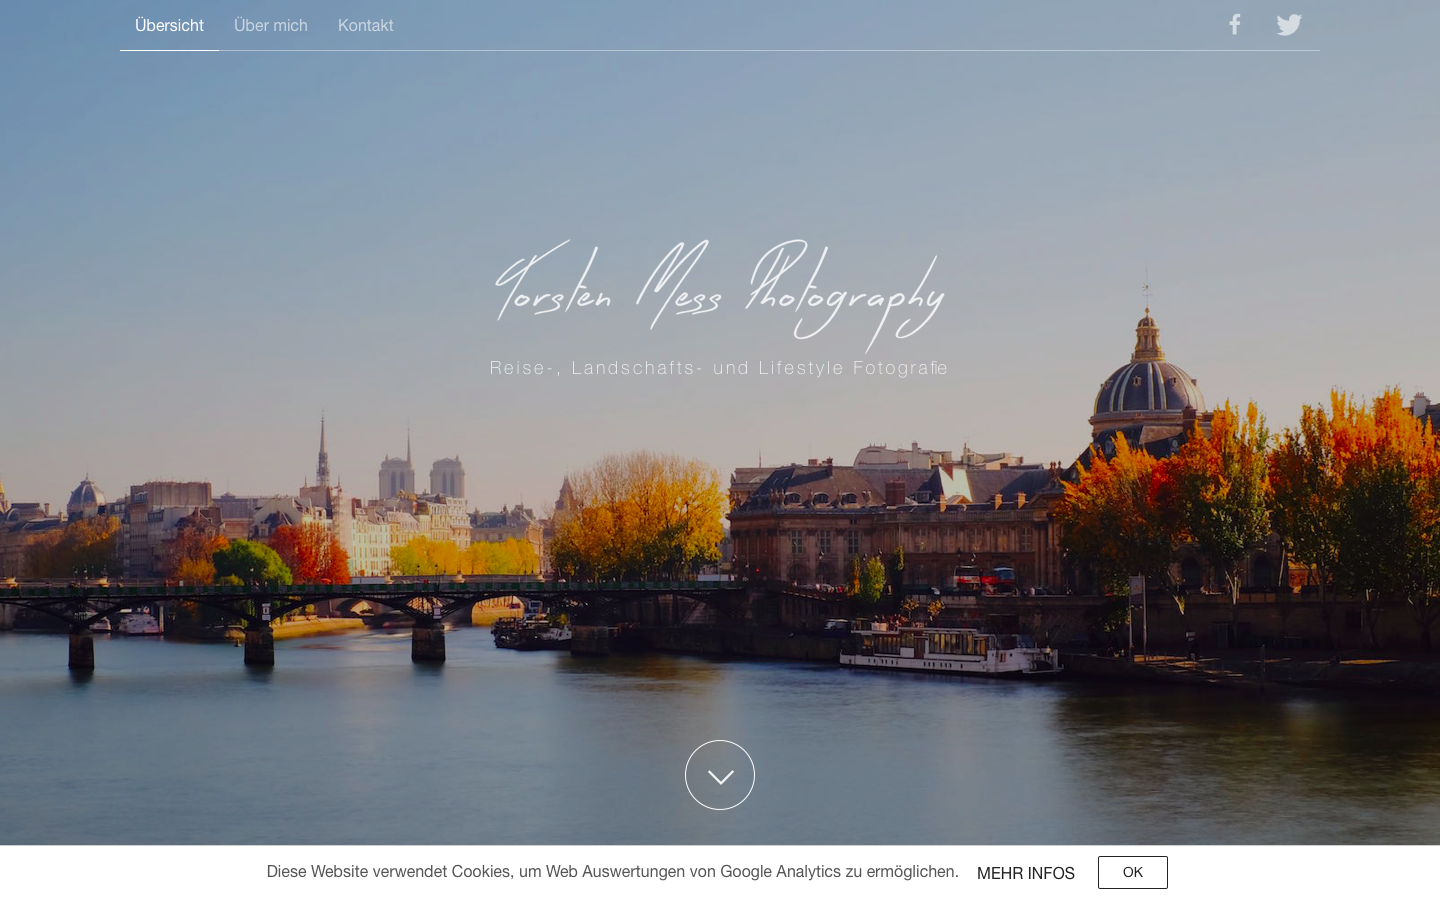 Übersicht Über mich Kontakt
Torsten Mess Photography
Reise-, Landschafts- und Lifestyle Fotografie
Diese Website verwendet Cookies, um Web Auswertungen von Google Analytics zu ermöglichen. MEHR INFOS OK